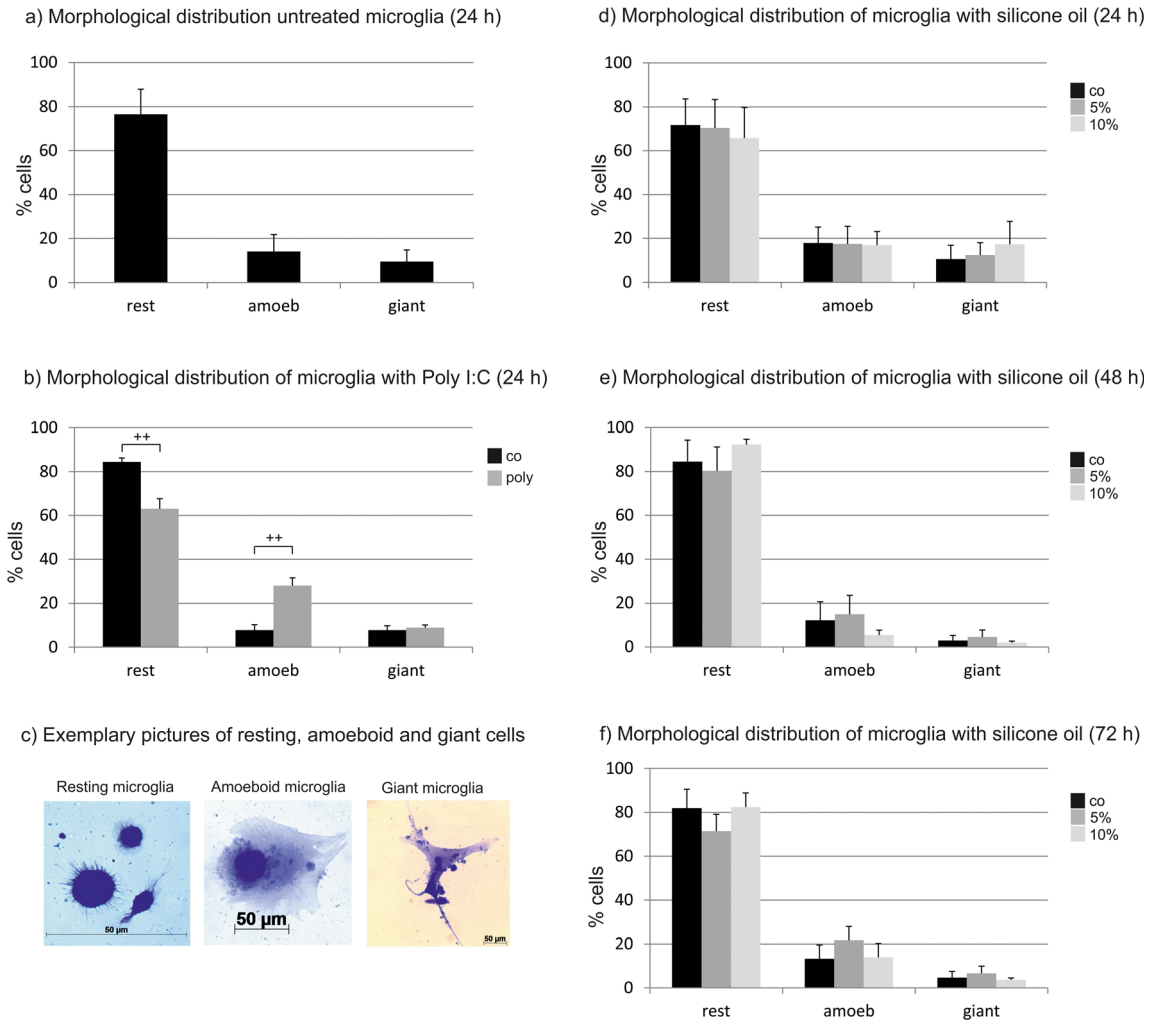 a) Morphological distribution untreated microglia (24 h)
100
80
60
40
20
0
% cells
rest amoeb giant
b) Morphological distribution of microglia with Poly I:C (24 h)
100
80
60
40
20
0
% cells
++
++
co
poly
rest amoeb giant
c) Exemplary pictures of resting, amoeboid and giant cells
Resting microglia Amoeboid microglia Giant microglia
50 µm
50 µm
50 µm
d) Morphological distribution of microglia with silicone oil (24 h)
100
80
60
40
20
0
% cells
co
5%
10%
rest amoeb giant
e) Morphological distribution of microglia with silicone oil (48 h)
100
80
60
40
20
0
% cells
co
5%
10%
rest amoeb giant
f) Morphological distribution of microglia with silicone oil (72 h)
100
80
60
40
20
0
% cells
co
5%
10%
rest amoeb giant